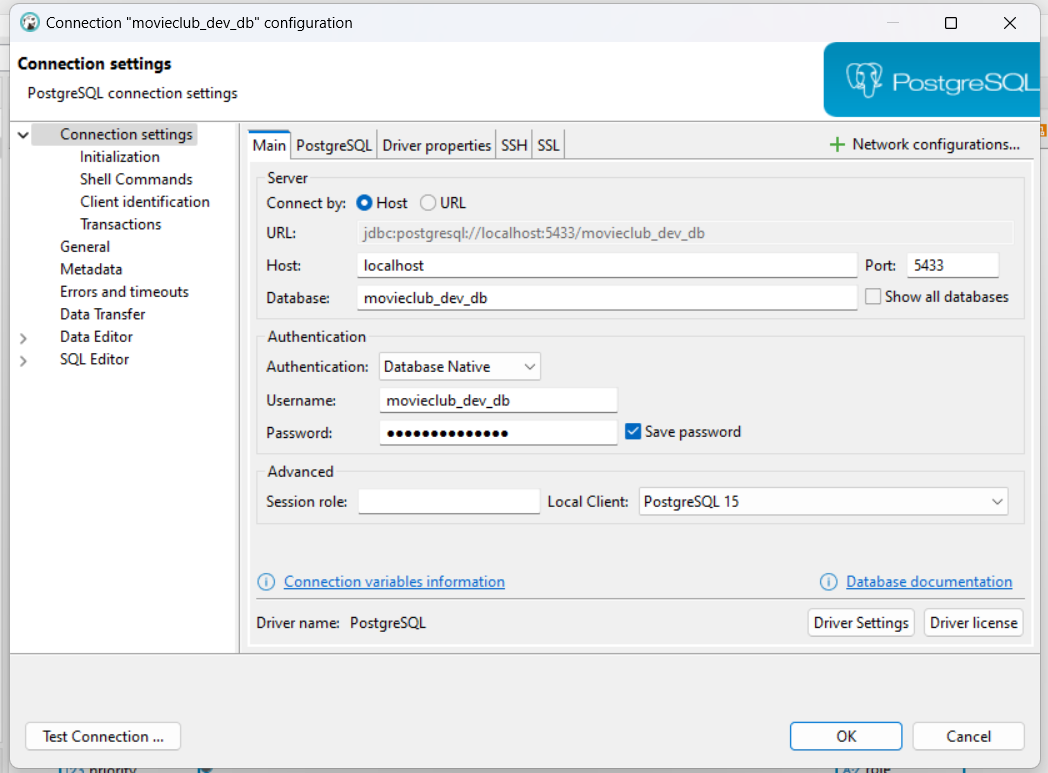 Connection "movieclub_dev_db" configuration
Connection settings
PostgreSQL connection settings
PostgreSQL
Connection settings
Initialization
Shell Commands
Client identification
Transactions
General
Metadata
Errors and timeouts
Data Transfer
Data Editor
SQL Editor
Main PostgreSQL Driver properties SSH SSL
Network configurations...
Server
Connect by: Host URL
URL: jdbc:postgresql://localhost:5433/movieclub_dev_db
Host: localhost Port: 5433
Database: movieclub_dev_db Show all databases
Authentication
Authentication: Database Native
Username: movieclub_dev_db
Password: ●●●●●●●●●●●●●● Save password
Advanced
Session role: Local Client: PostgreSQL 15
Connection variables information Database documentation
Driver name: PostgreSQL Driver Settings Driver license
Test Connection ... OK Cancel